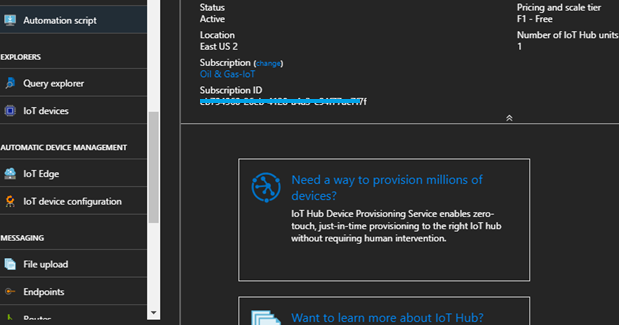 Automation script
EXPLORERS
Query explorer
IoT devices
AUTOMATIC DEVICE MANAGEMENT
IoT Edge
IoT device configuration
MESSAGING
File upload
Endpoints
Routes
Status
Active
Location
East US 2
Subscription (change)
Oil & Gas-IoT
Subscription ID
Pricing and scale tier
F1 - Free
Number of IoT Hub units
1
Need a way to provision millions of
devices?
IoT Hub Device Provisioning Service enables zero-
touch, just-in-time provisioning to the right IoT hub
without requiring human intervention.
Want to learn more about IoT Hub?